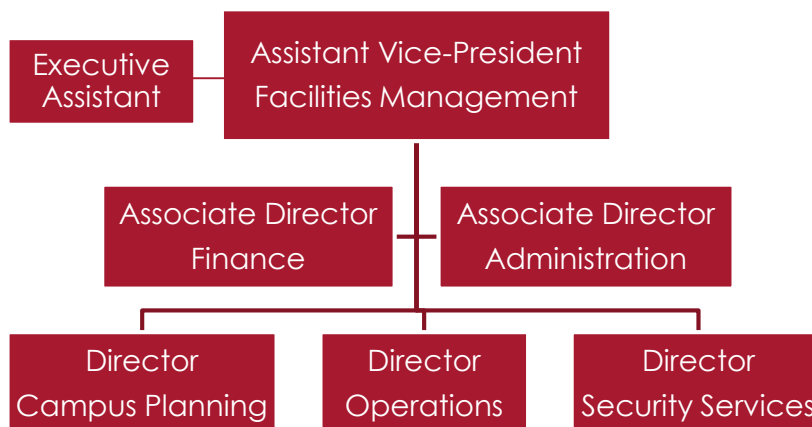 Executive
Assistant
Assistant Vice-President
Facilities Management
Associate Director
Finance
Associate Director
Administration
Director
Campus Planning
Director
Operations
Director
Security Services